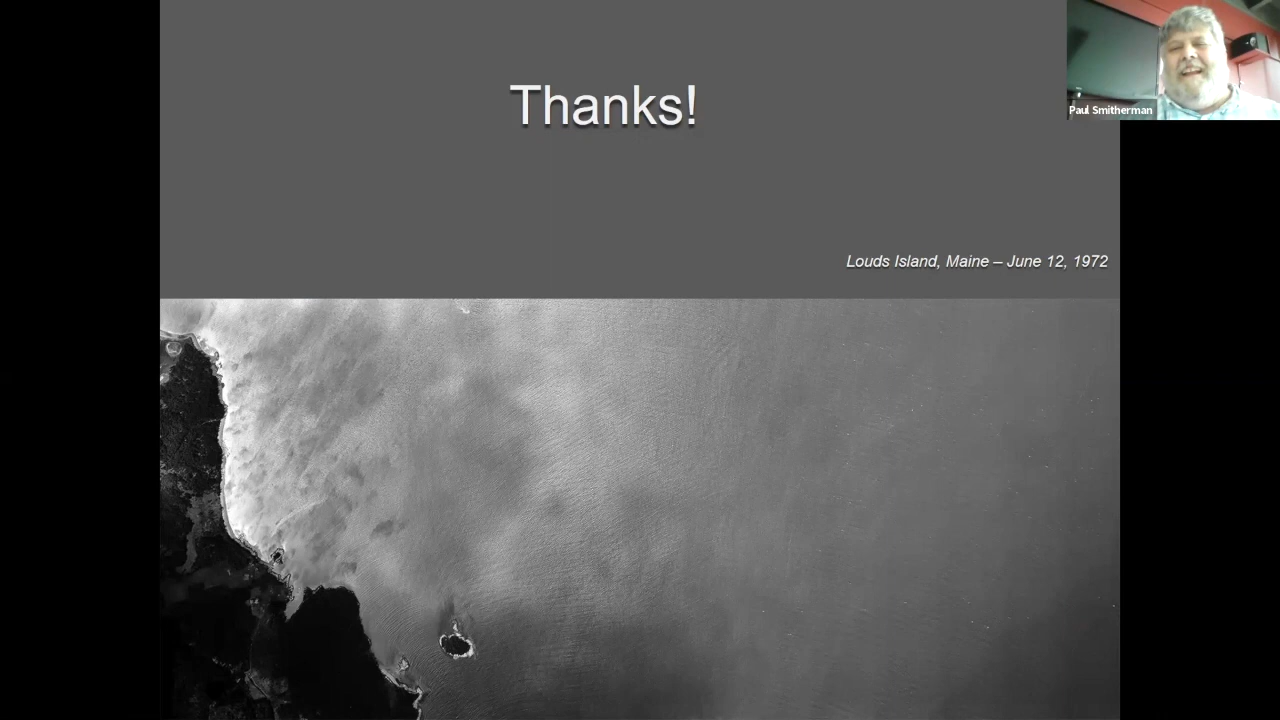 Thanks!
Paul Smitherman
Louds Island, Maine – June 12, 1972